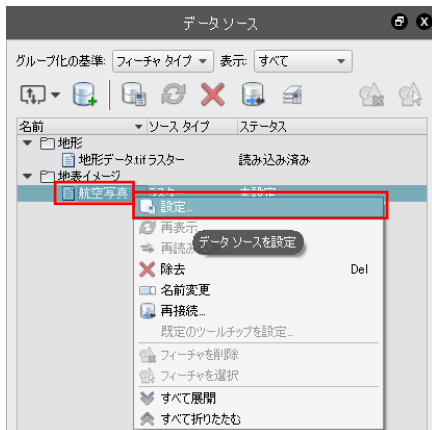 データ ソース
グループ化の基準: フィーチャ タイプ 表示: すべて
名前 ソース タイプ ステータス
地形
地形データ.tif ラスター 読み込み済み
地表イメージ
航空写真
設定...
再表示
データ ソースを設定
除去 Del
名前変更
再接続...
既定のツールチップを設定...
フィーチャを削除
フィーチャを選択
すべて展開
すべて折りたたむ